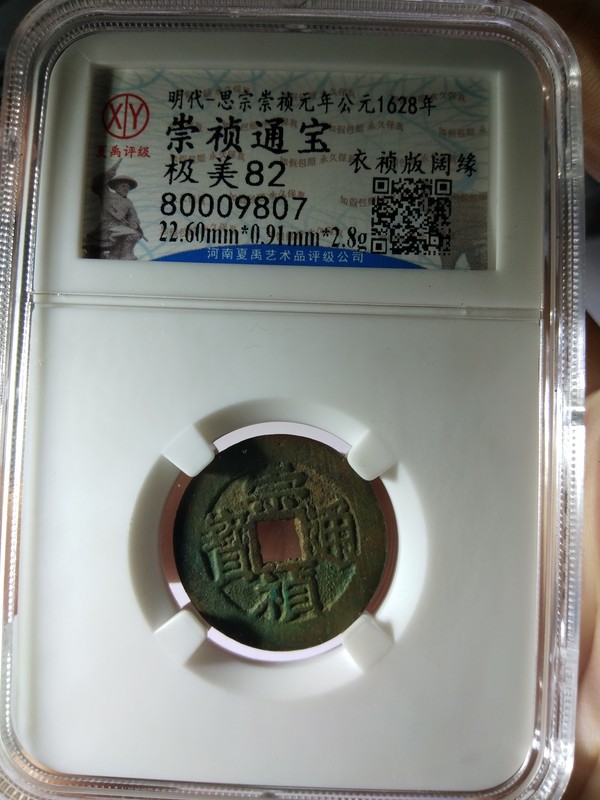 明代-思宗崇祯元年公元1628年
XY
夏禹评级
崇祯通宝
极美82
衣祯版阔缘
80009807
22.60mm*0.91mm*2.8g
河南夏禹艺术品评级公司
崇
通
寶
祯